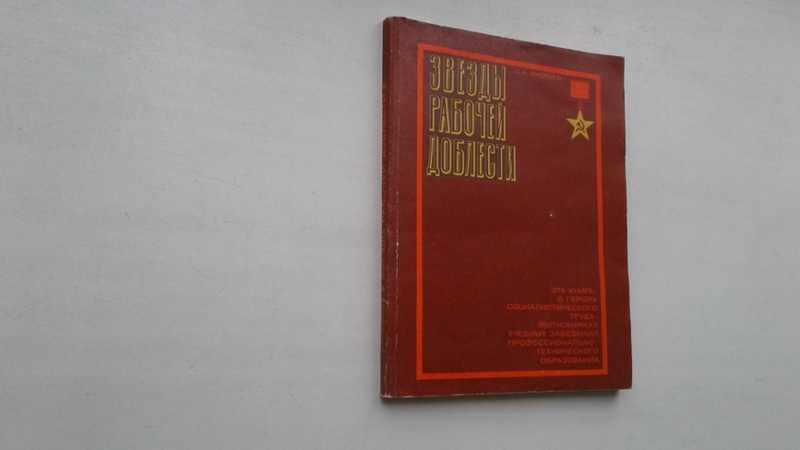 ЗВЕЗДЫ
РАБОЧЕЙ
ДОБЛЕСТИ
ЭТА КНИГА-
О ГЕРОЯХ
СОЦИАЛИСТИЧЕСКОГО
ТРУДА-
ВЫПУСКНИКАХ
УЧЕБНЫХ ЗАВЕДЕНИЙ
ПРОФЕССИОНАЛЬНО-
ТЕХНИЧЕСКОГО
ОБРАЗОВАНИЯ